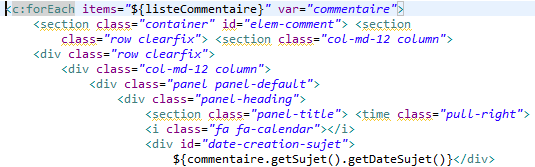 <c:forEach items="${listeCommentaire}" var="commentaire">
<section class="container" id="elem-comment"> <section
class="row clearfix"> <section class="col-md-12 column">
<div class="row clearfix">
<div class="col-md-12 column">
<div class="panel panel-default">
<div class="panel-heading">
<section class="panel-title"> <time class="pull-right">
<i class="fa fa-calendar"></i>
<div id="date-creation-sujet">
${commentaire.getSujet().getDateSujet()}</div>